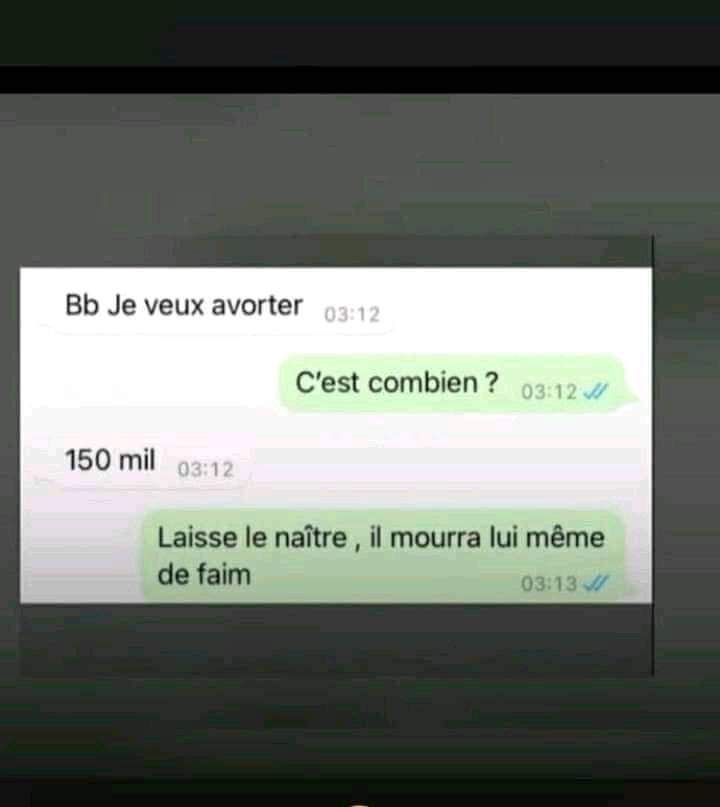 Bb Je veux avorter 03:12
C'est combien ? 03:12
150 mil 03:12
Laisse le naître , il mourra lui même
de faim 03:13